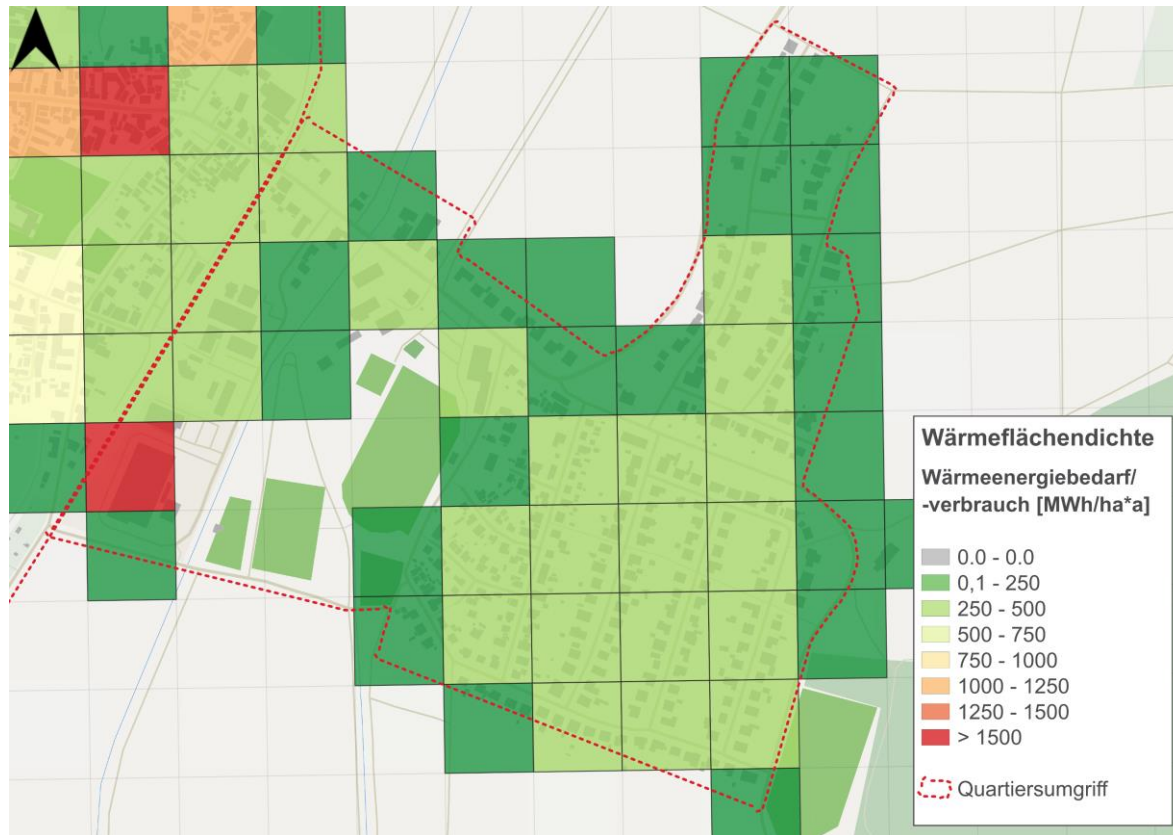 Wärmeflächendichte
Wärmeenergiebedarf/
-verbrauch [MWh/ha*a]
0.0 - 0.0
0,1 - 250
250 - 500
500 - 750
750 - 1000
1000 - 1250
1250 - 1500
> 1500
Quartiersumgriff